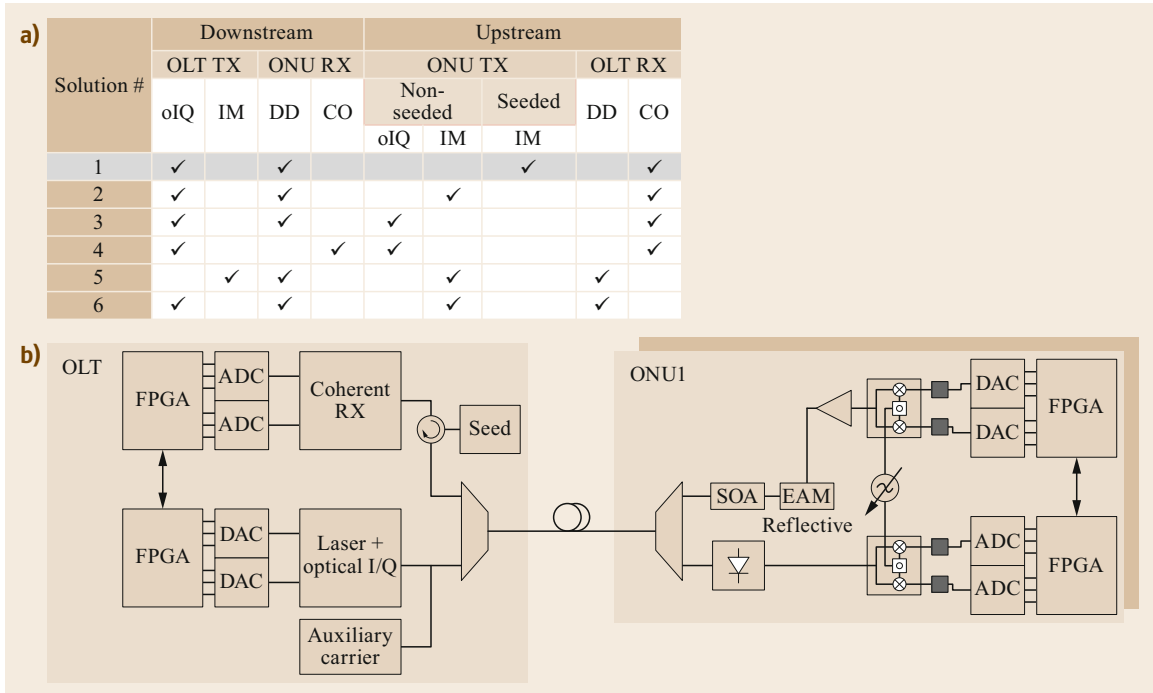 a)
Downstream Upstream
OLT TX ONU RX ONU TX OLT RX
Solution #
Non-
seeded
Seeded
oIQ IM DD CO DD CO
oIQ IM IM
1 ✓ ✓ ✓ ✓
2 ✓ ✓ ✓ ✓
3 ✓ ✓ ✓ ✓
4 ✓ ✓ ✓ ✓
5 ✓ ✓ ✓ ✓
6 ✓ ✓ ✓ ✓
b)
OLT
FPGA
ADC
ADC
Coherent
RX
Seed
FPGA
DAC
DAC
Laser +
optical I/Q
Auxiliary
carrier
ONU1
SOA
EAM
Reflective
DAC
DAC
FPGA
ADC
ADC
FPGA